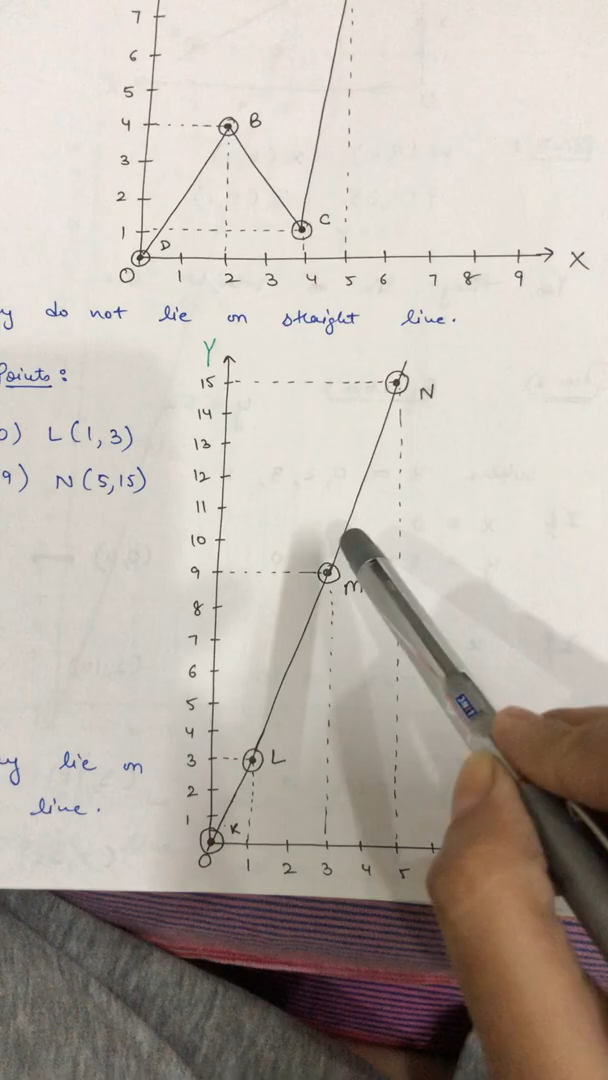 7
6
5
4 B
3
2
1 C
D
O 1 2 3 4 5 6 7 8 9 X
y do not lie on straight line.
Y
Points:
15 N
0) L(1,3)
14
13
9) N(5,15)
12
11
10
9 M
8
7
6
5
4
y lie on
3 L
2
line.
1 K
O 1 2 3 4 5
LINC